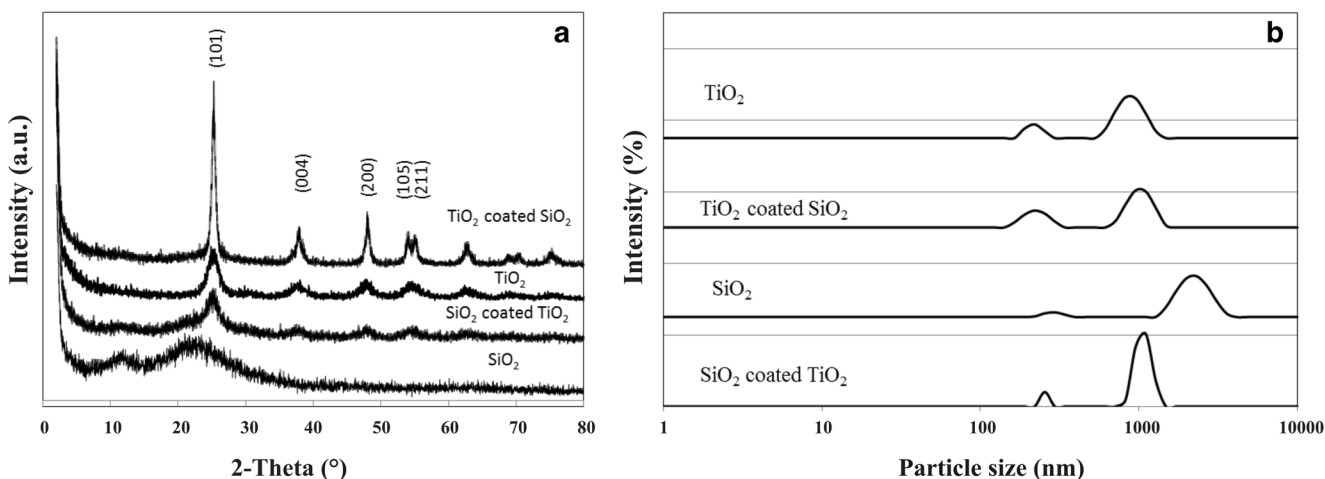 a
(101)
(004)
(200)
(105)
(211)
TiO₂ coated SiO₂
TiO₂
SiO₂ coated TiO₂
SiO₂
Intensity (a.u.)
0 10 20 30 40 50 60 70 80
2-Theta (°)
b
TiO₂
TiO₂ coated SiO₂
SiO₂
SiO₂ coated TiO₂
Intensity (%)
1 10 100 1000 10000
Particle size (nm)